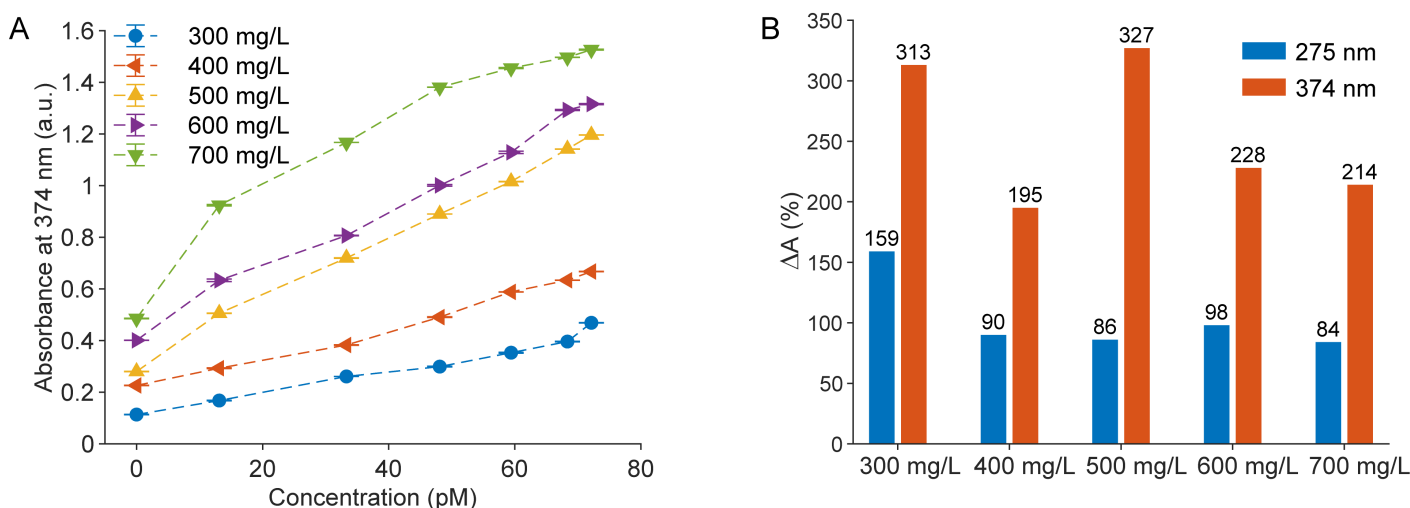 A
Absorbance at 374 nm (a.u.)
1.6
1.4
1.2
1
0.8
0.6
0.4
0.2
0
0
20
40
60
80
Concentration (pM)
300 mg/L
400 mg/L
500 mg/L
600 mg/L
700 mg/L
B
ΔA (%)
350
300
250
200
150
100
50
0
159
313
90
195
86
327
98
228
84
214
300 mg/L
400 mg/L
500 mg/L
600 mg/L
700 mg/L
275 nm
374 nm